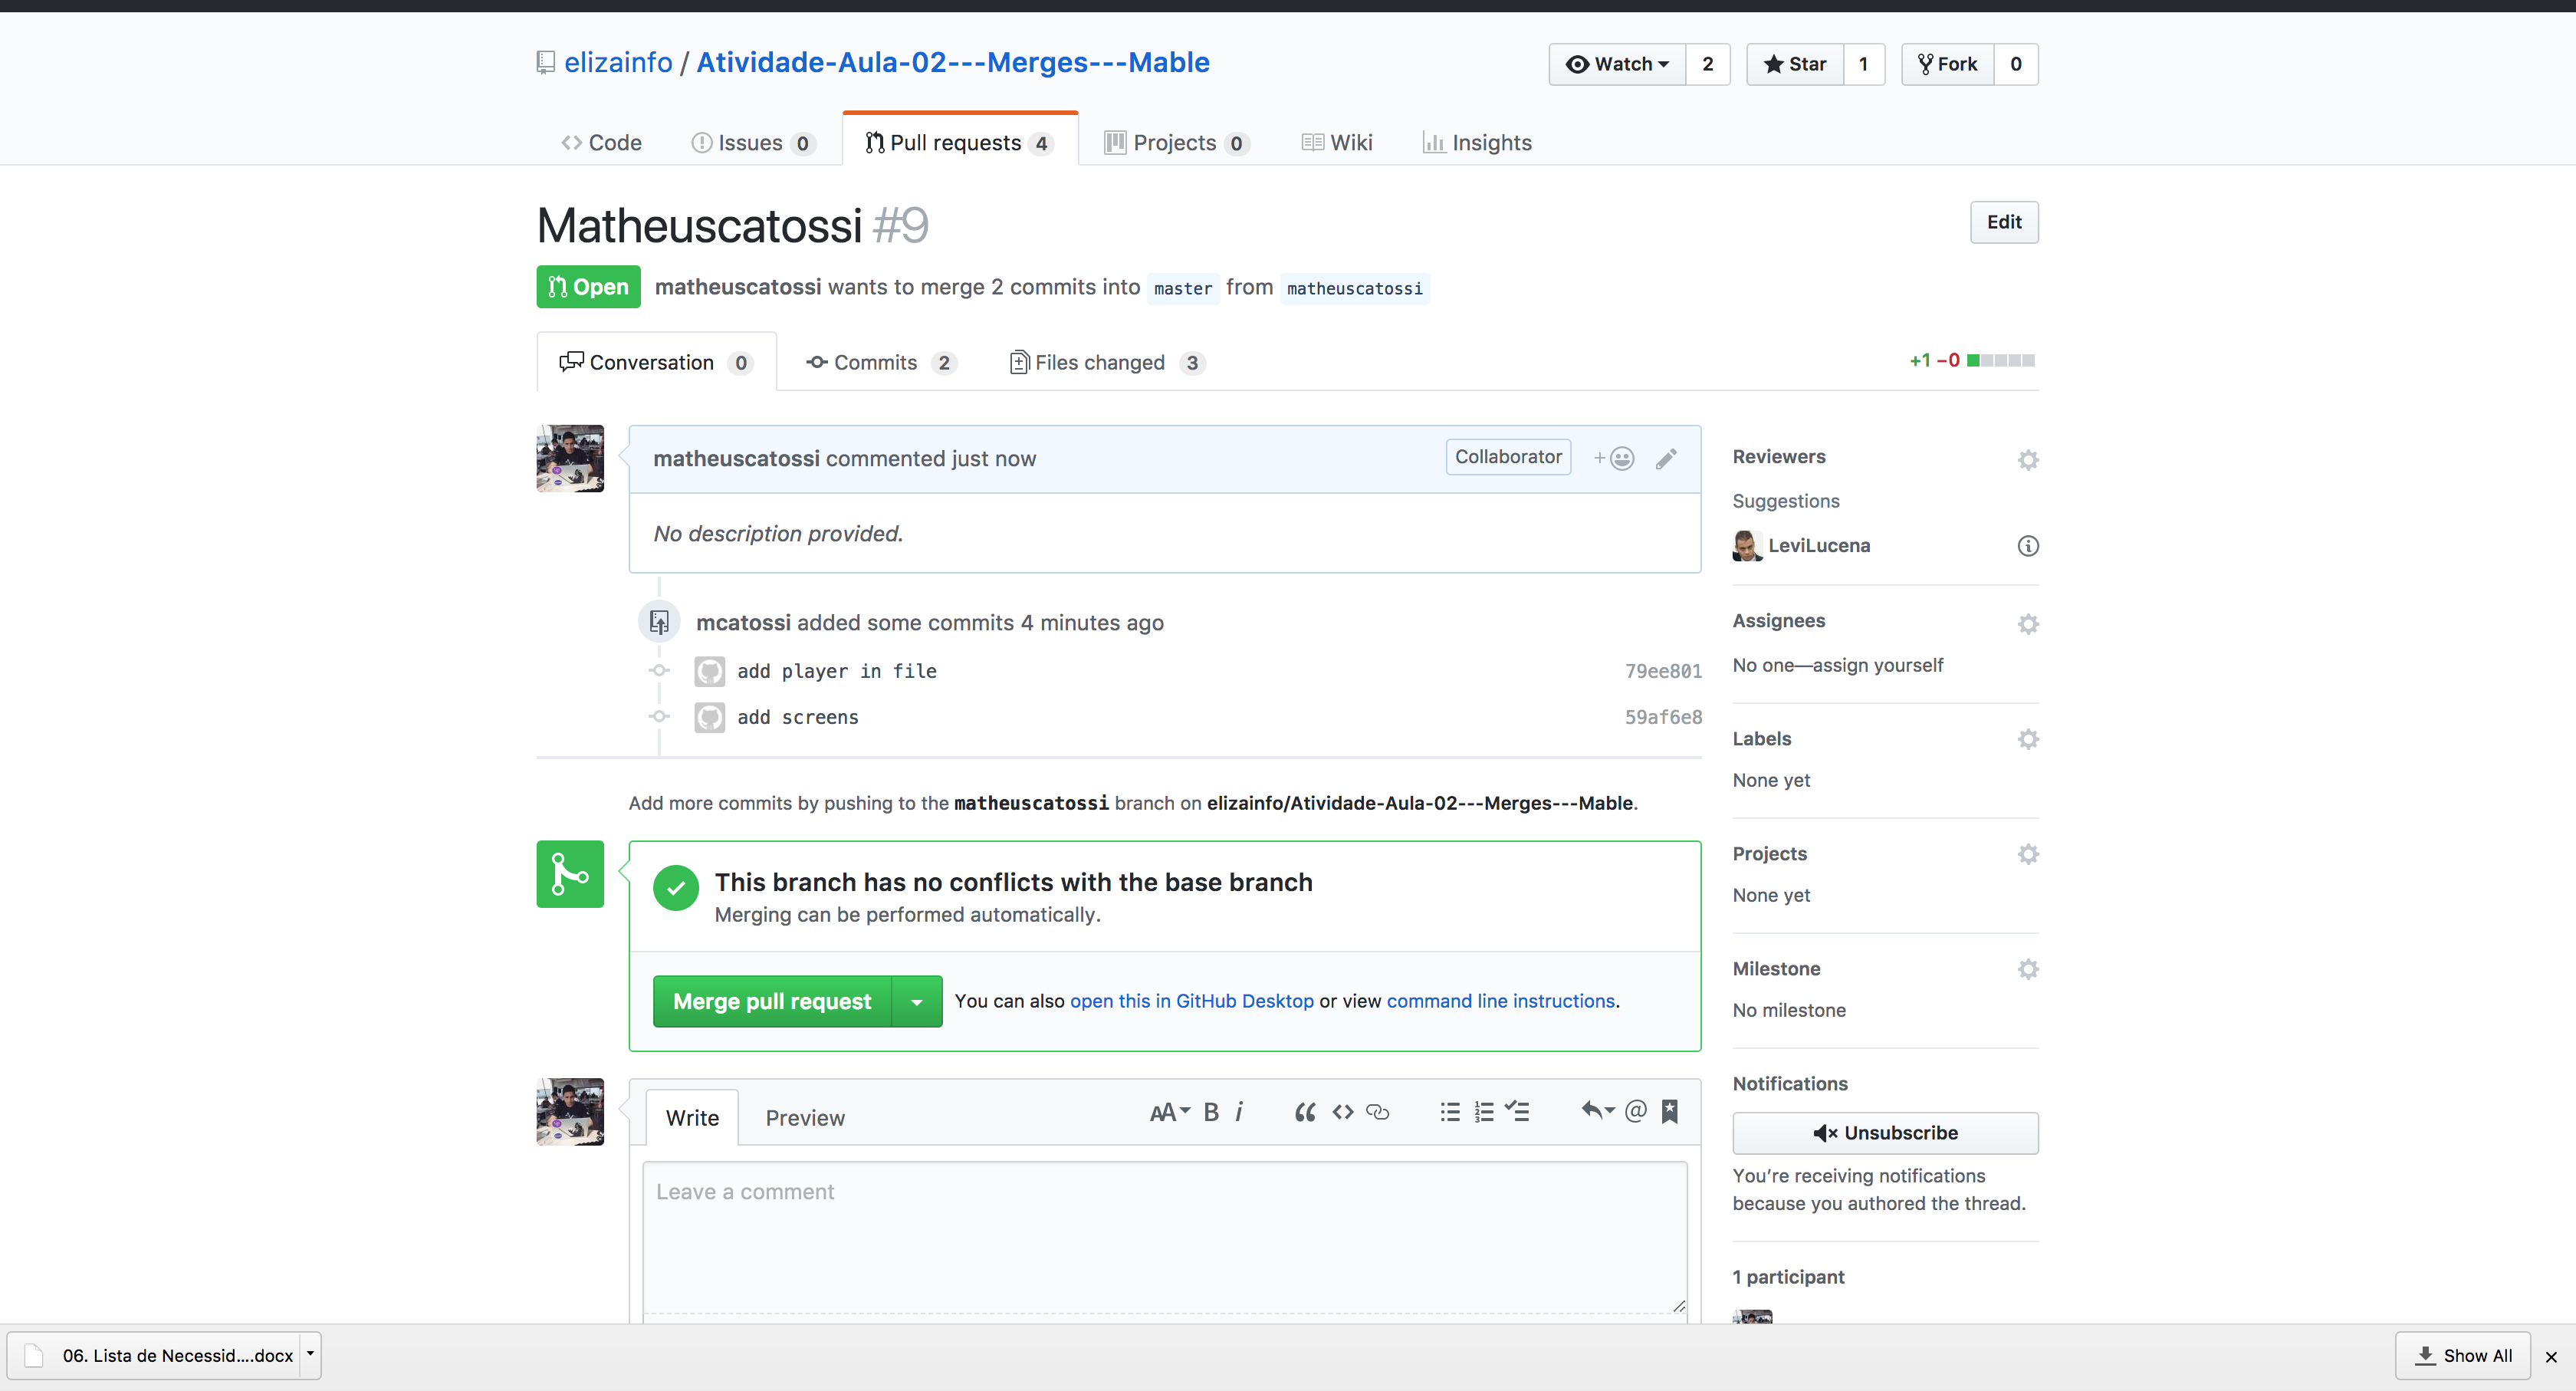 elizainfo / Atividade-Aula-02---Merges---Mable
Watch 2 Star 1 Fork 0
Code Issues 0 Pull requests 4 Projects 0 Wiki Insights
Matheuscatossi #9
Edit
Open matheuscatossi wants to merge 2 commits into master from matheuscatossi
Conversation 0 Commits 2 Files changed 3
+1 −0
matheuscatossi commented just now
Collaborator
No description provided.
mcatossi added some commits 4 minutes ago
add player in file 79ee801
add screens 59af6e8
Add more commits by pushing to the matheuscatossi branch on elizainfo/Atividade-Aula-02---Merges---Mable.
This branch has no conflicts with the base branch
Merging can be performed automatically.
Merge pull request
You can also open this in GitHub Desktop or view command line instructions.
Write Preview
AA B i
Leave a comment
Reviewers
Suggestions
LeviLucena
Assignees
No one—assign yourself
Labels
None yet
Projects
None yet
Milestone
No milestone
Notifications
Unsubscribe
You’re receiving notifications
because you authored the thread.
1 participant
06. Lista de Necessid....docx
Show All